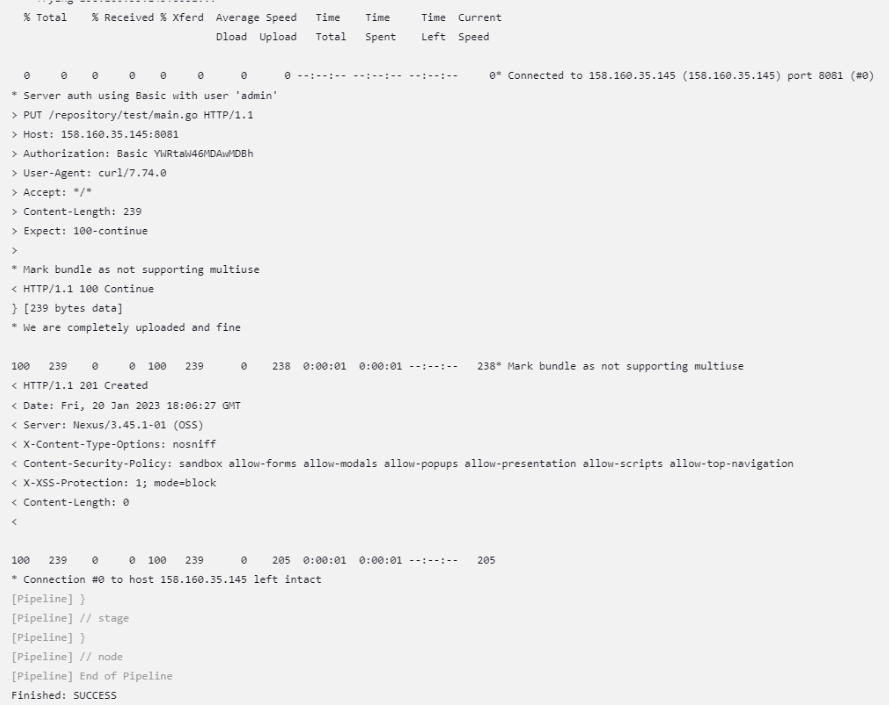 % Total % Received % Xferd Average Speed Time Time Time Current
Dload Upload Total Spent Left Speed
0 0 0 0 0 0 0 0 --:--:-- --:--:-- --:--:-- 0* Connected to 158.160.35.145 (158.160.35.145) port 8081 (#0)
* Server auth using Basic with user 'admin'
> PUT /repository/test/main.go HTTP/1.1
> Host: 158.160.35.145:8081
> Authorization: Basic YWRtaW46MDAwMDBh
> User-Agent: curl/7.74.0
> Accept: */*
> Content-Length: 239
> Expect: 100-continue
>
* Mark bundle as not supporting multiuse
< HTTP/1.1 100 Continue
} [239 bytes data]
* We are completely uploaded and fine
100 239 0 0 100 239 0 238 0:00:01 0:00:01 --:--:-- 238* Mark bundle as not supporting multiuse
< HTTP/1.1 201 Created
< Date: Fri, 20 Jan 2023 18:06:27 GMT
< Server: Nexus/3.45.1-01 (OSS)
< X-Content-Type-Options: nosniff
< Content-Security-Policy: sandbox allow-forms allow-modals allow-popups allow-presentation allow-scripts allow-top-navigation
< X-XSS-Protection: 1; mode=block
< Content-Length: 0
<
100 239 0 0 100 239 0 205 0:00:01 0:00:01 --:--:-- 205
* Connection #0 to host 158.160.35.145 left intact
[Pipeline] }
[Pipeline] // stage
[Pipeline] }
[Pipeline] // node
[Pipeline] End of Pipeline
Finished: SUCCESS